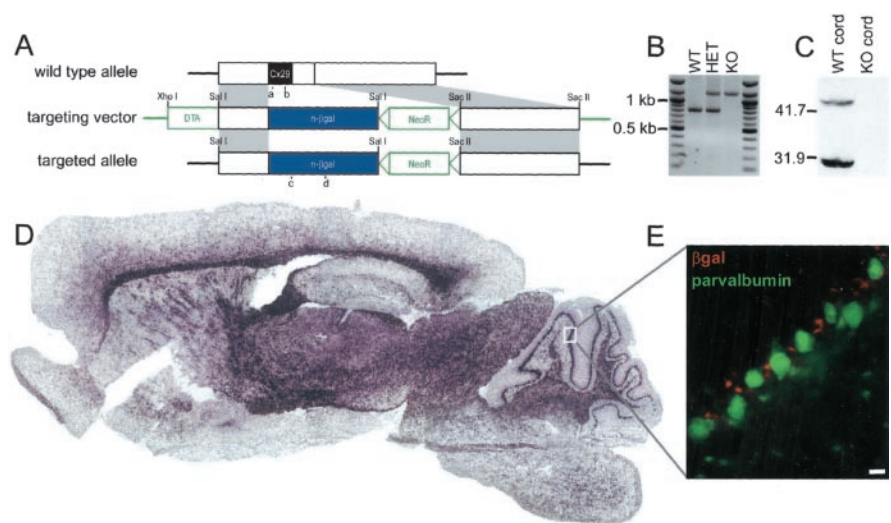 A
wild type allele
Cx29
a b
Xho I Sal I Sal I Sac II Sac II
targeting vector
DTA n-βgal NeoR
Sal I Sal I Sac II
targeted allele
n-βgal NeoR
c d
B
WT
HET
KO
1 kb
0.5 kb
C
WT cord
KO cord
41.7
31.9
D
E
βgal
parvalbumin